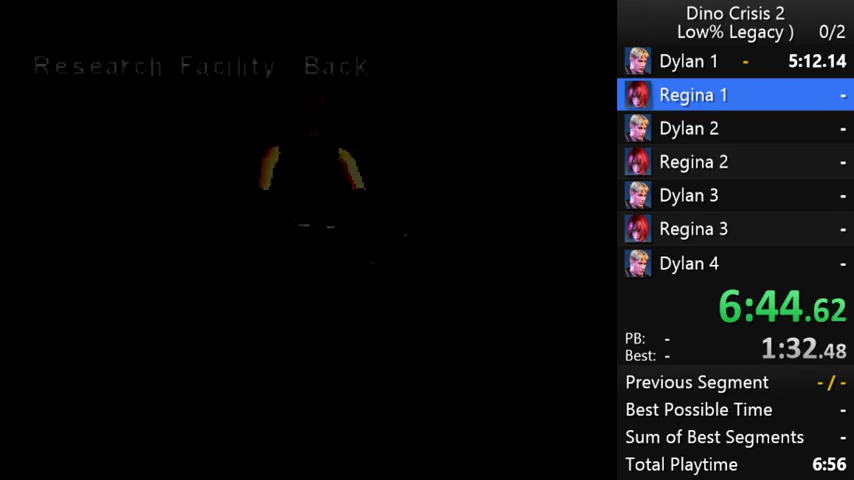 Research Facility Back
Dino Crisis 2
Low% Legacy ) 0/2
Dylan 1 - 5:12.14
Regina 1 -
Dylan 2 -
Regina 2 -
Dylan 3 -
Regina 3 -
Dylan 4 -
6:44.62
PB: -
1:32.48
Best: -
Previous Segment - / -
Best Possible Time -
Sum of Best Segments -
Total Playtime 6:56